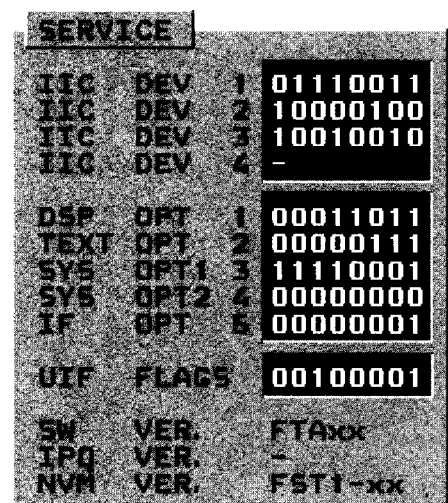 SERVICE
IIC DEV 1 01110011
IIC DEV 2 10000100
IIC DEV 3 10010010
IIC DEV 4 -
DSP OPT 1 00011011
TEXT OPT 2 00000111
SYS OPT1 3 11110001
SYS OPT2 4 00000000
IF OPT 5 00000001
UIF FLAGS 00100001
SW VER. FTAxx
IPQ VER. -
NVM VER. FST1-xx